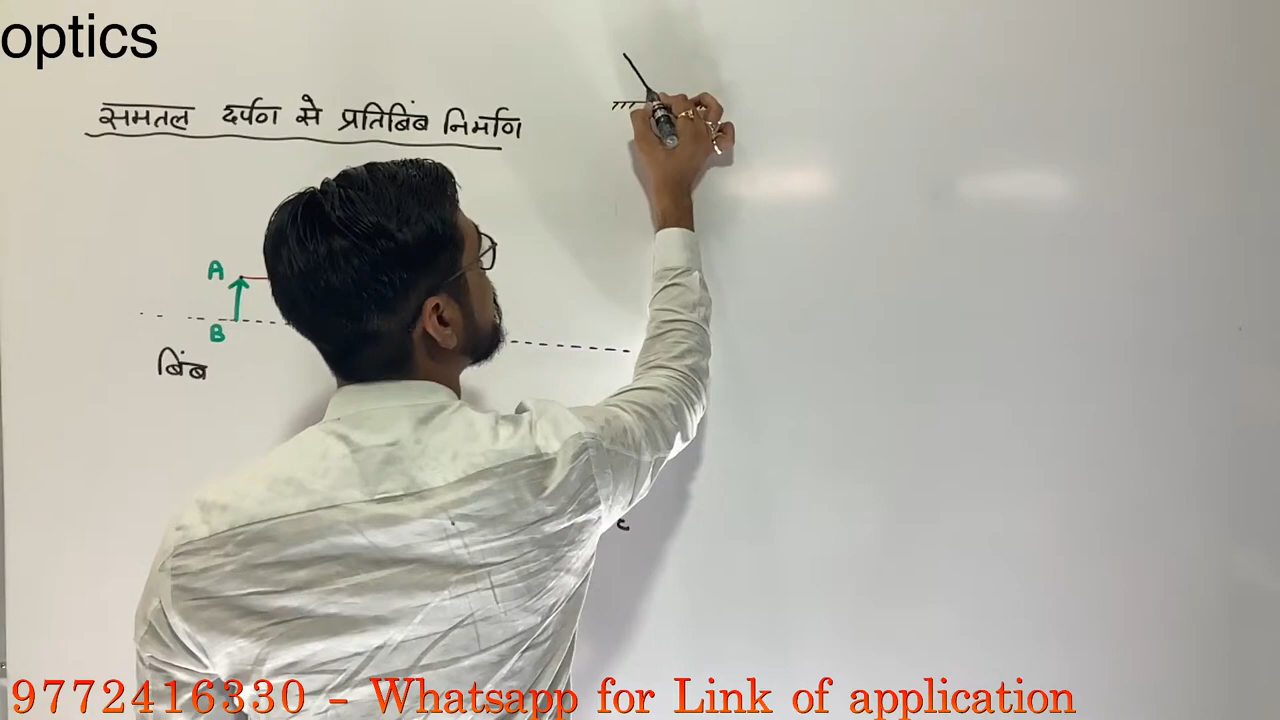 optics
समतल दर्पण से प्रतिबिंब निर्माण
A
B
बिंब
c
9772416330 - Whatsapp for Link of application